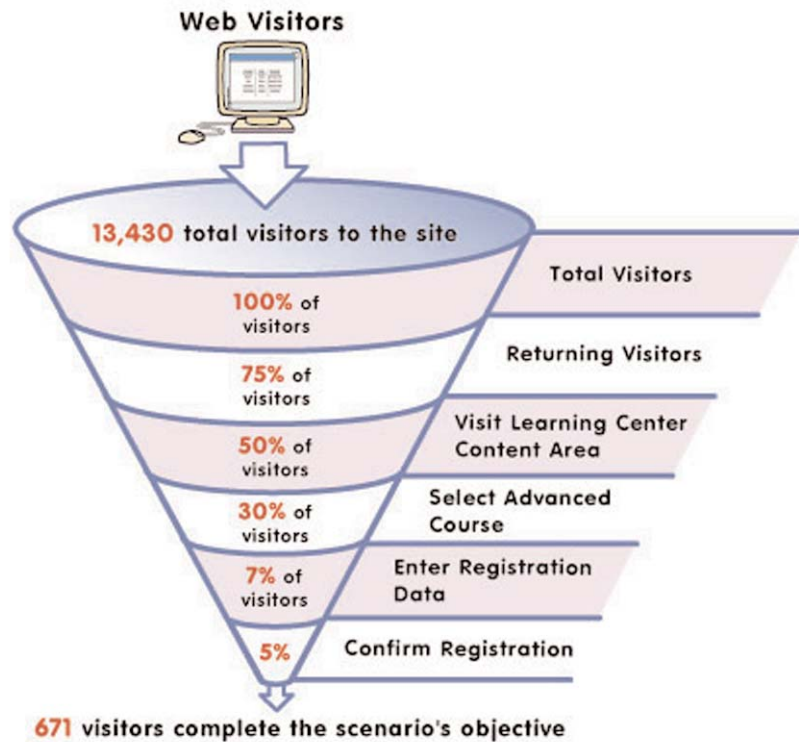 Web Visitors
13,430 total visitors to the site
100% of
visitors
Total Visitors
75% of
visitors
Returning Visitors
50% of
visitors
Visit Learning Center
Content Area
30% of
visitors
Select Advanced
Course
7% of
visitors
Enter Registration
Data
5%
Confirm Registration
671 visitors complete the scenario's objective